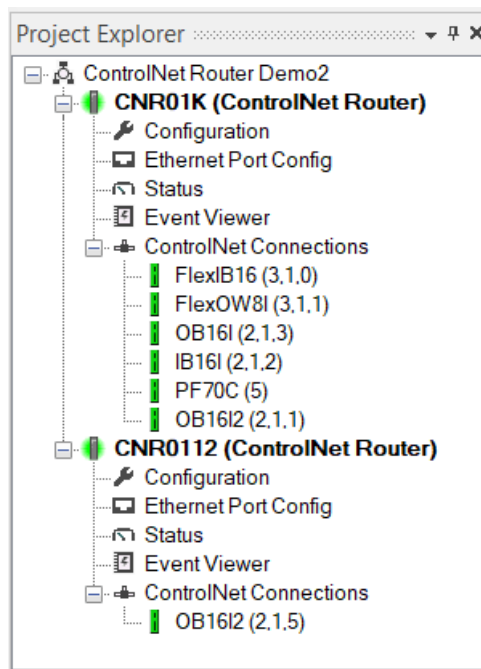 Project Explorer
ControlNet Router Demo2
CNR01K (ControlNet Router)
Configuration
Ethernet Port Config
Status
Event Viewer
ControlNet Connections
FlexIB16 (3,1,0)
FlexOW8I (3,1,1)
OB16I (2,1,3)
IB16I (2,1,2)
PF70C (5)
OB16I2 (2,1,1)
CNR0112 (ControlNet Router)
Configuration
Ethernet Port Config
Status
Event Viewer
ControlNet Connections
OB16I2 (2,1,5)